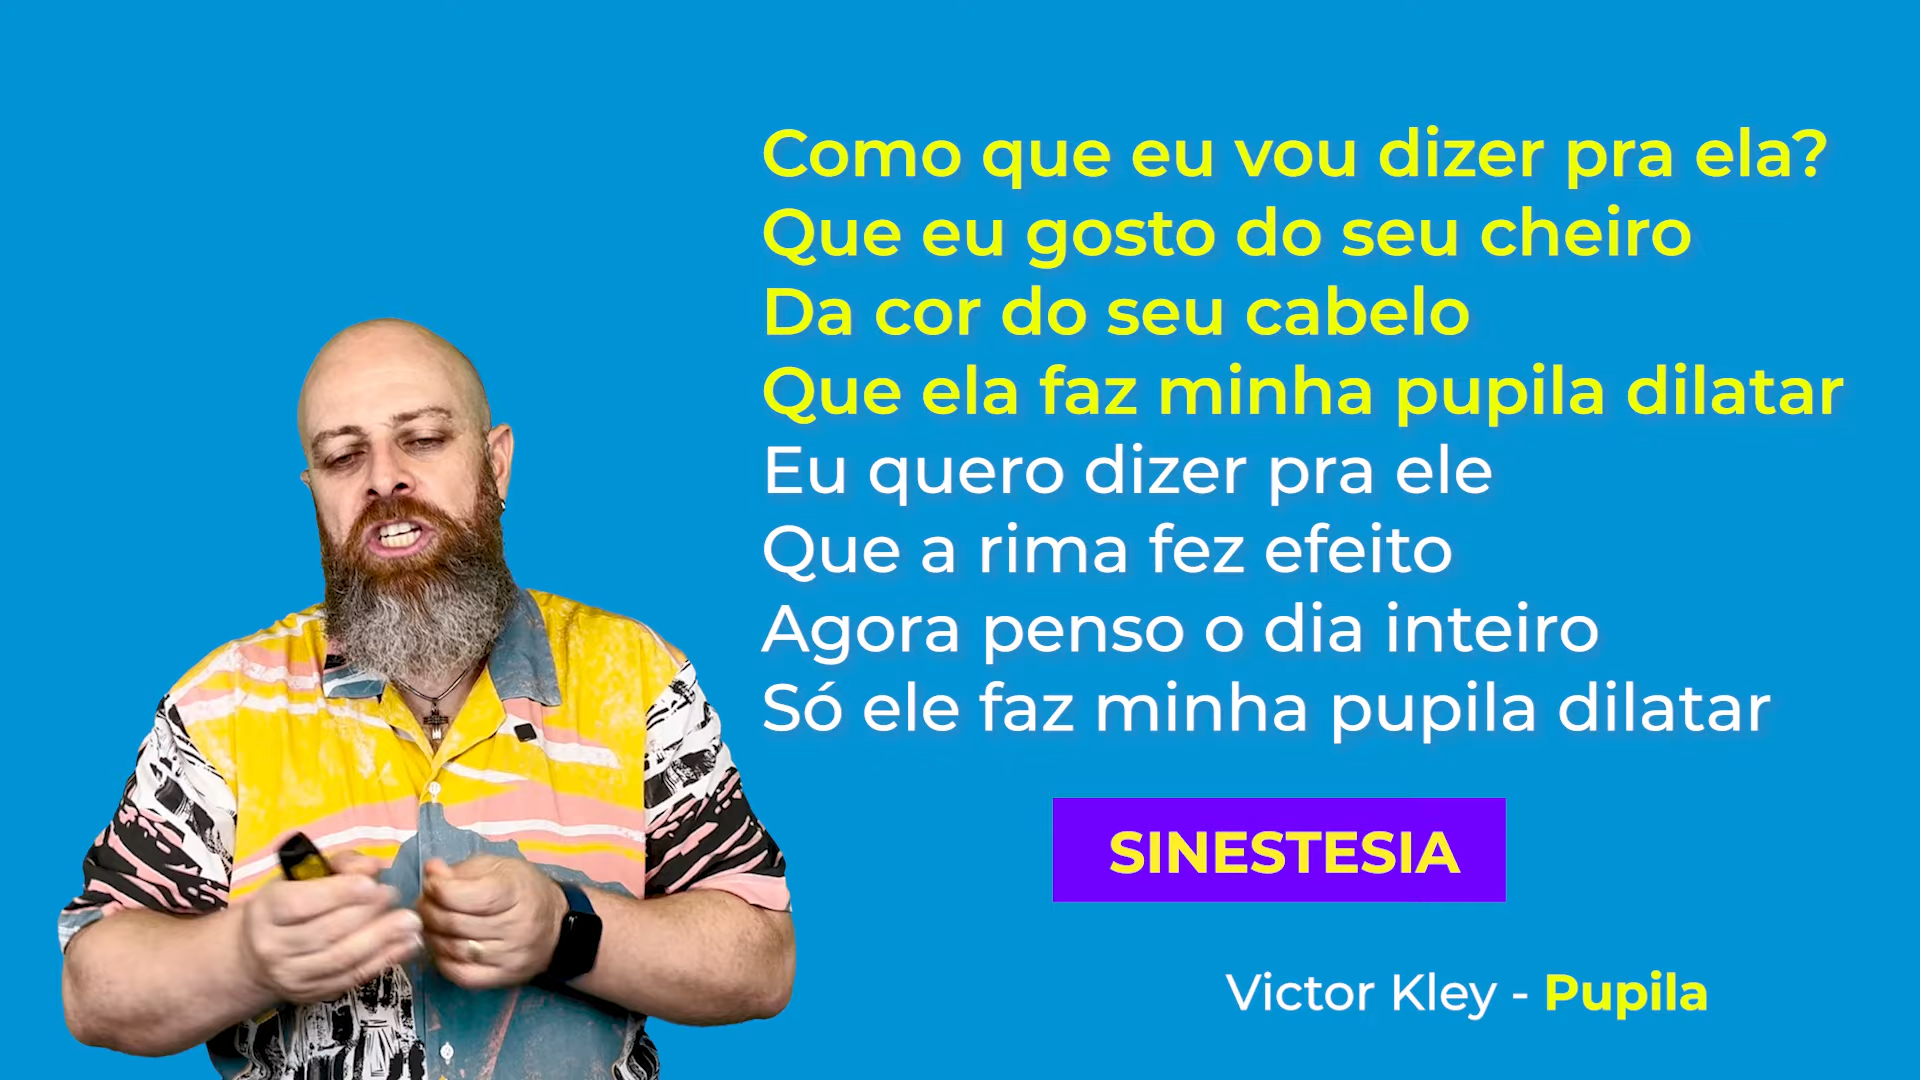 Como que eu vou dizer pra ela?
Que eu gosto do seu cheiro
Da cor do seu cabelo
Que ela faz minha pupila dilatar
Eu quero dizer pra ele
Que a rima fez efeito
Agora penso o dia inteiro
Só ele faz minha pupila dilatar
SINESTESIA
Victor Kley - Pupila